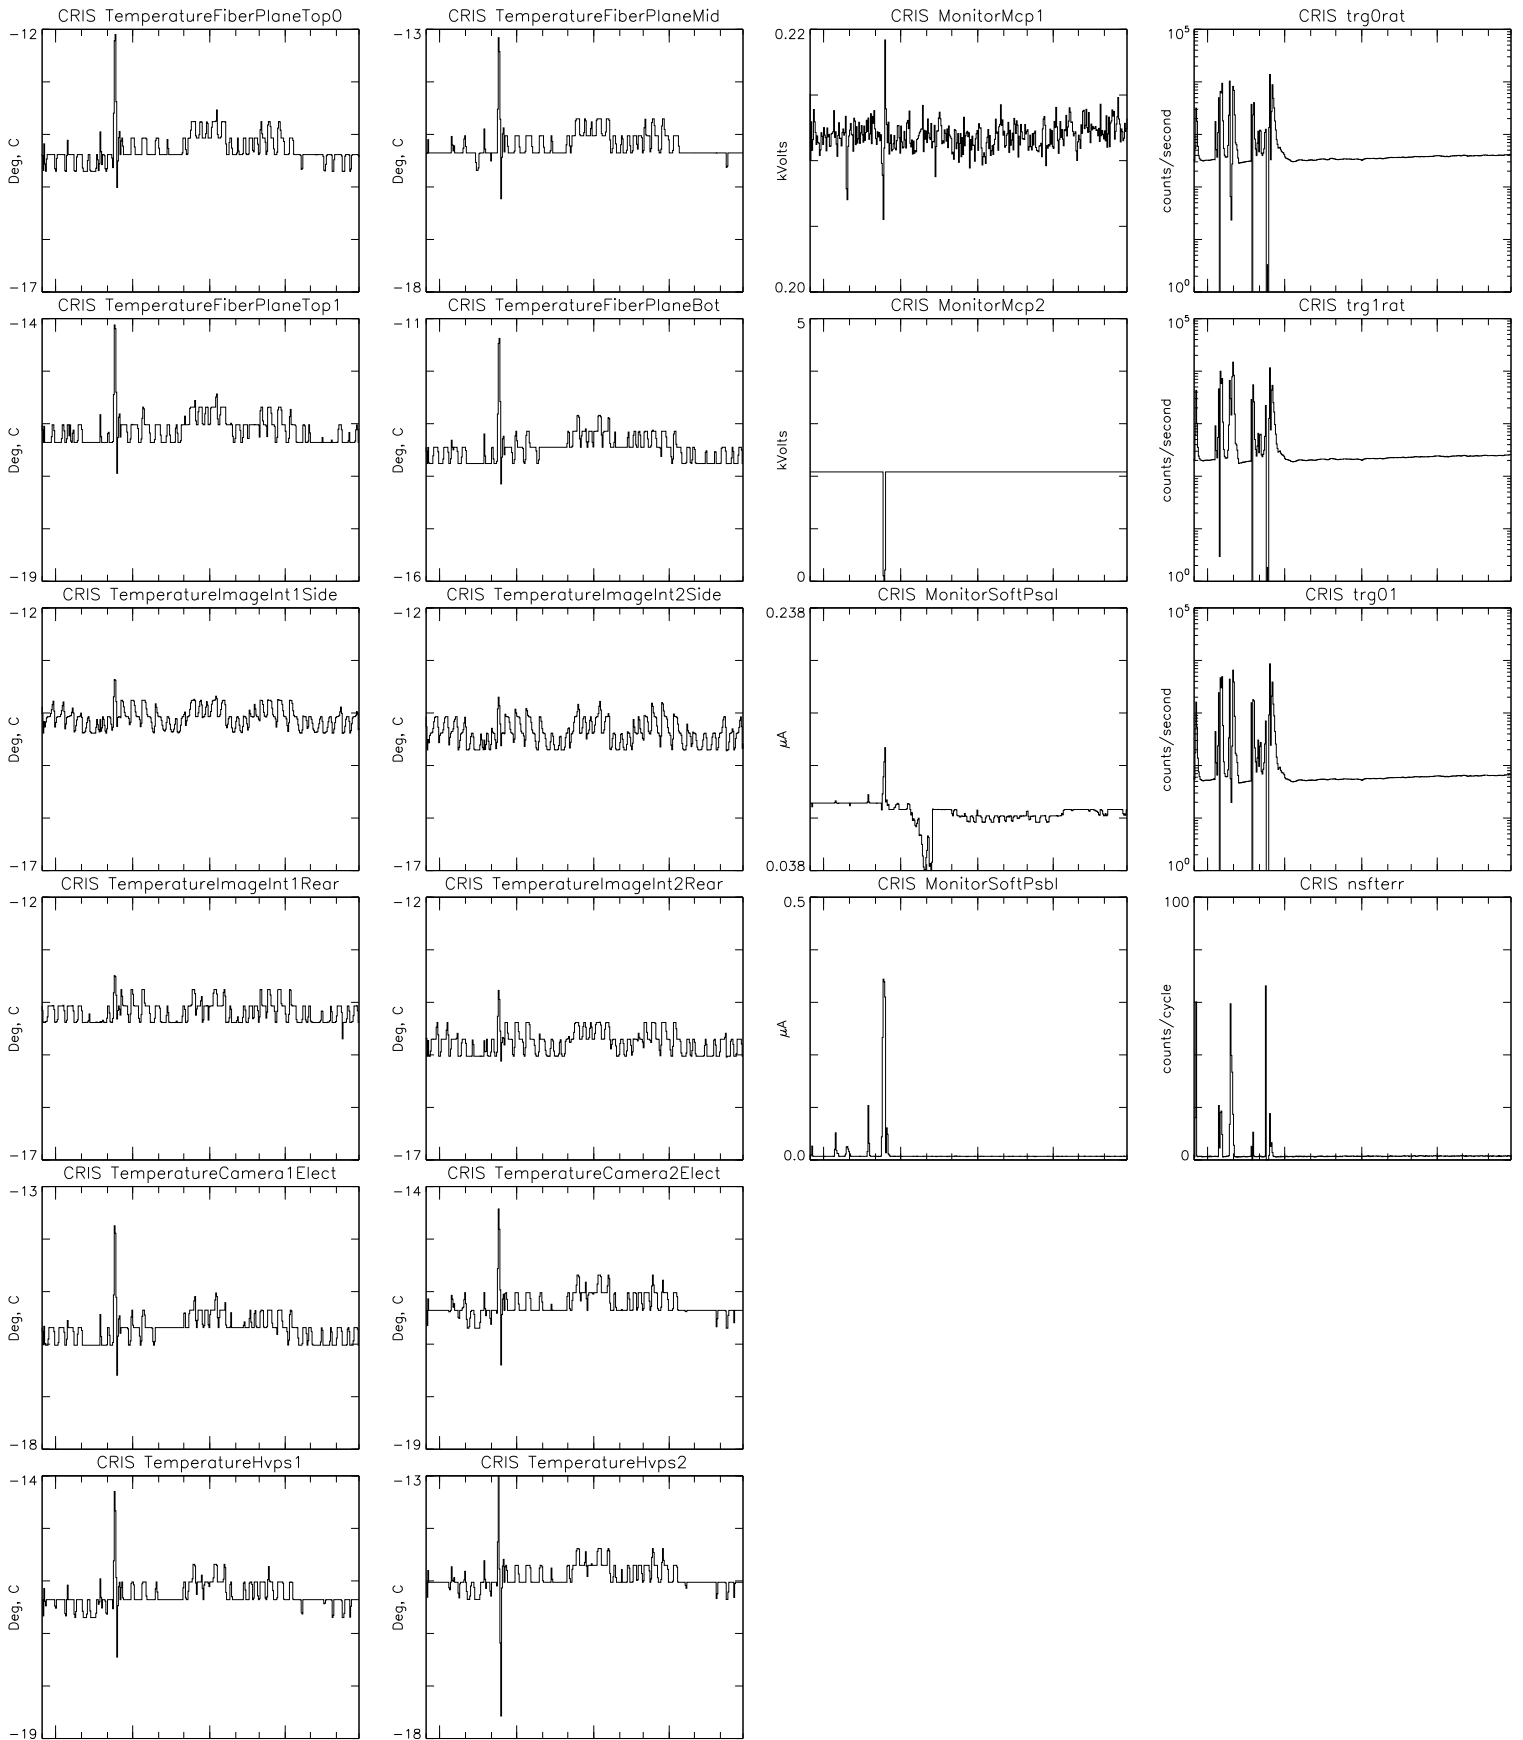 CRIS TemperatureFiberPlaneTop0
−12
Deg, C
−17
CRIS TemperatureFiberPlaneMid
−13
Deg, C
−18
CRIS MonitorMcp1
0.22
kVolts
0.20
CRIS trg0rat
10^5
counts/second
10^0
CRIS TemperatureFiberPlaneTop1
−14
Deg, C
−19
CRIS TemperatureFiberPlaneBot
−11
Deg, C
−16
CRIS MonitorMcp2
5
kVolts
0
CRIS trg1rat
10^5
counts/second
10^0
CRIS TemperatureImageInt1Side
−12
Deg, C
−17
CRIS TemperatureImageInt2Side
−12
Deg, C
−17
CRIS MonitorSoftPsaI
0.238
μA
0.038
CRIS trg01
10^5
counts/second
10^0
CRIS TemperatureImageInt1Rear
−12
Deg, C
−17
CRIS TemperatureImageInt2Rear
−12
Deg, C
−17
CRIS MonitorSoftPsbI
0.5
μA
0.0
CRIS nsfterr
100
counts/cycle
0
CRIS TemperatureCamera1Elect
−13
Deg, C
−18
CRIS TemperatureCamera2Elect
−14
Deg, C
−19
CRIS TemperatureHvps1
−14
Deg, C
−19
CRIS TemperatureHvps2
−13
Deg, C
−18